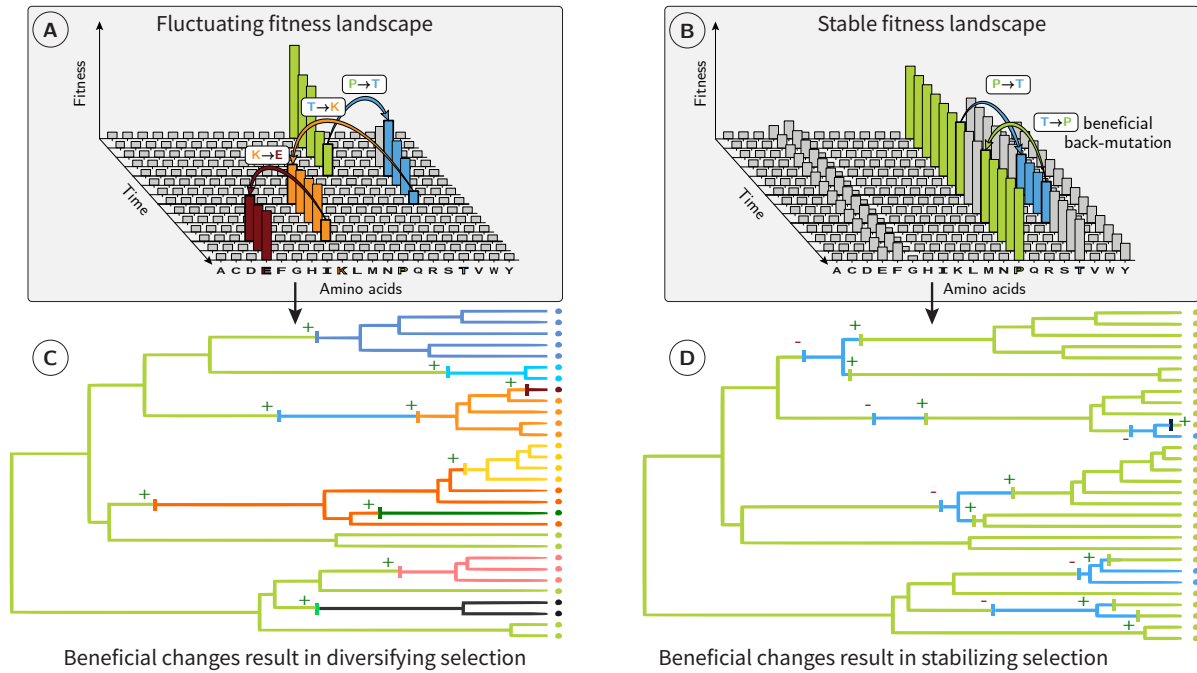 A Fluctuating fitness landscape
Fitness
Time
P→T
T→K
K→E
A C D E F G H I K L M N P Q R S T V W Y
Amino acids
B Stable fitness landscape
Fitness
Time
P→T
T→P beneficial
back-mutation
A C D E F G H I K L M N P Q R S T V W Y
Amino acids
C
+
+
+
+
+
+
+
+
+
D
-
+
+
-
+
-
+
-
+
+
-
+
-
+
+
Beneficial changes result in diversifying selection
Beneficial changes result in stabilizing selection